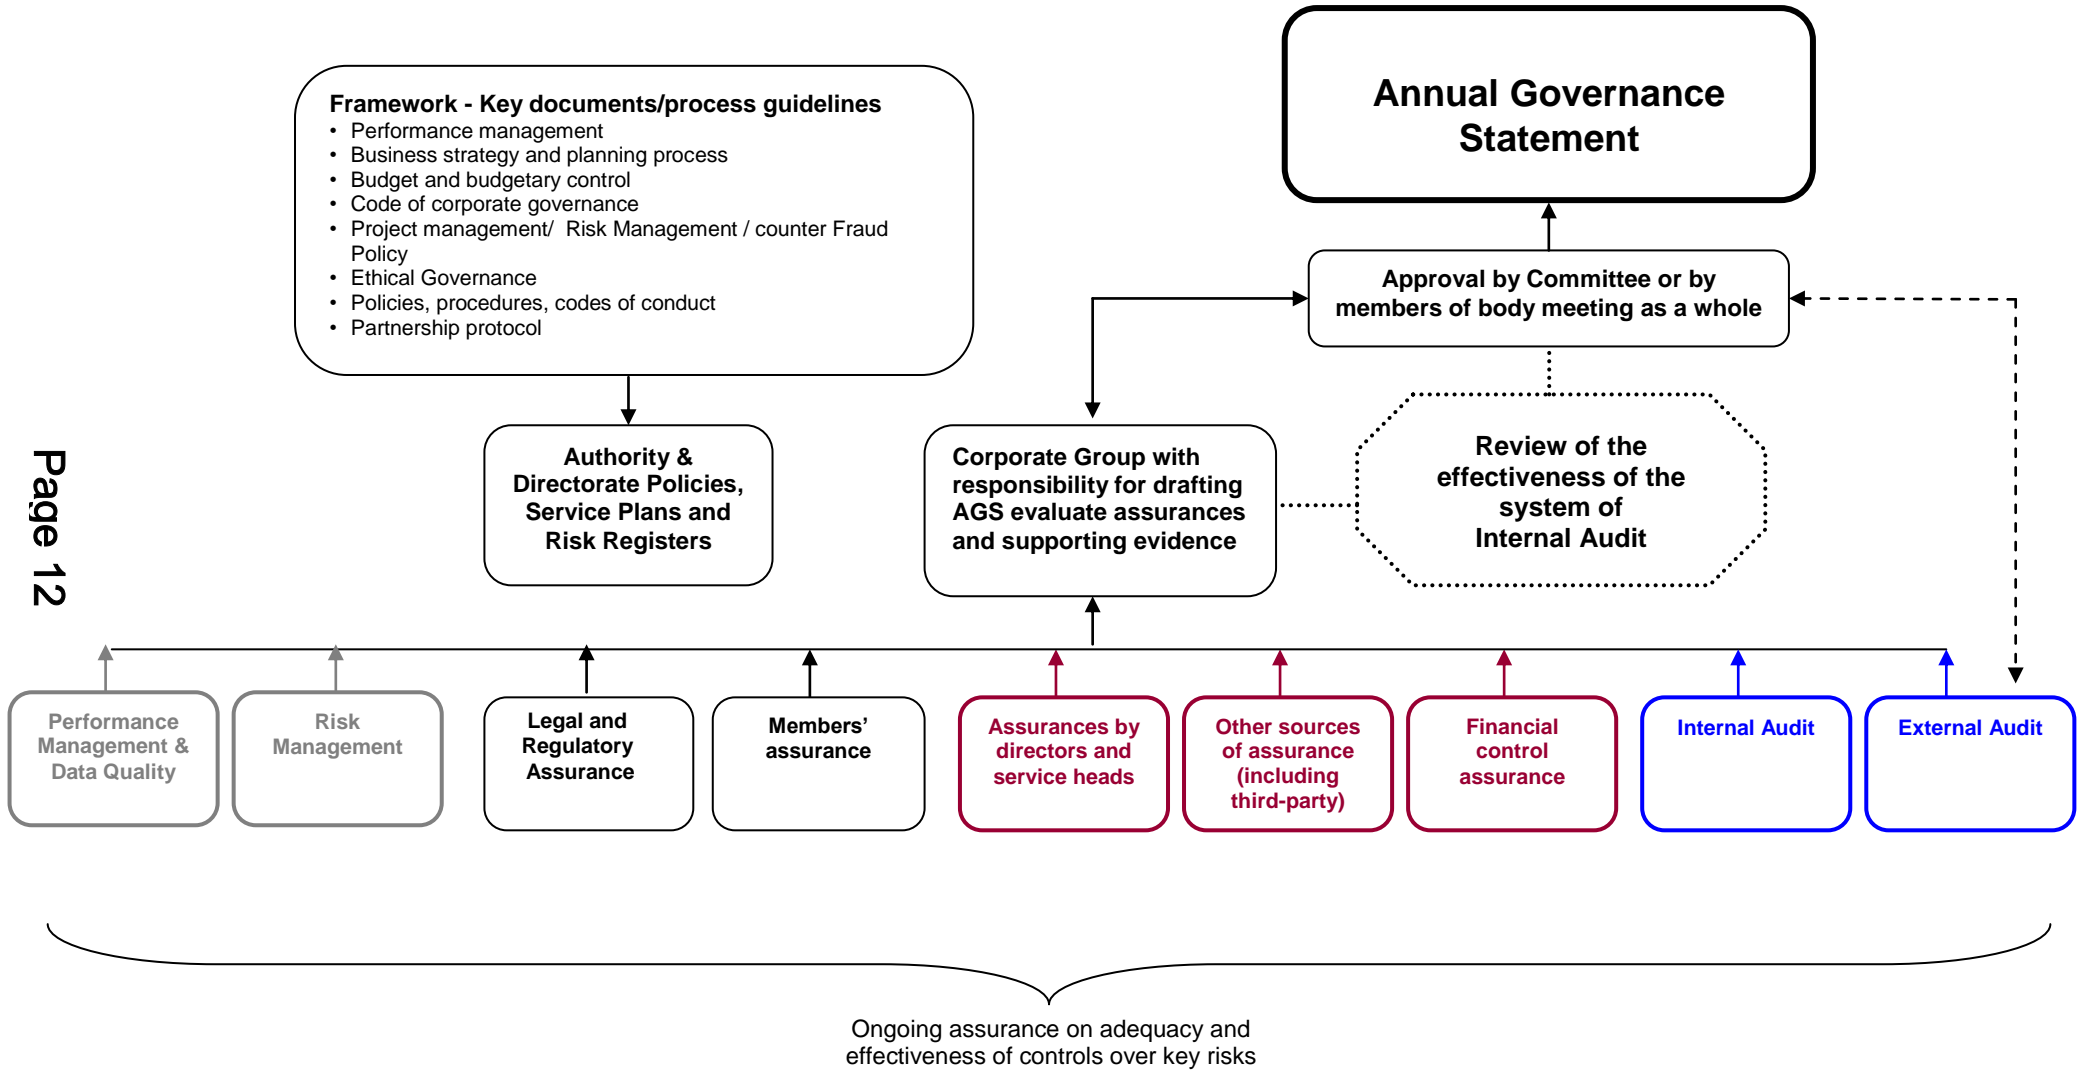 Annual Governance
Statement
Framework - Key documents/process guidelines
• Performance management
• Business strategy and planning process
• Budget and budgetary control
• Code of corporate governance
• Project management/ Risk Management / counter Fraud
Policy
• Ethical Governance
• Policies, procedures, codes of conduct
• Partnership protocol
Approval by Committee or by
members of body meeting as a whole
Authority &
Directorate Policies,
Service Plans and
Risk Registers
Corporate Group with
responsibility for drafting
AGS evaluate assurances
and supporting evidence
Review of the
effectiveness of the
system of
Internal Audit
Page 12
Performance
Management &
Data Quality
Risk
Management
Legal and
Regulatory
Assurance
Members’
assurance
Assurances by
directors and
service heads
Other sources
of assurance
(including
third-party)
Financial
control
assurance
Internal Audit
External Audit
Ongoing assurance on adequacy and
effectiveness of controls over key risks